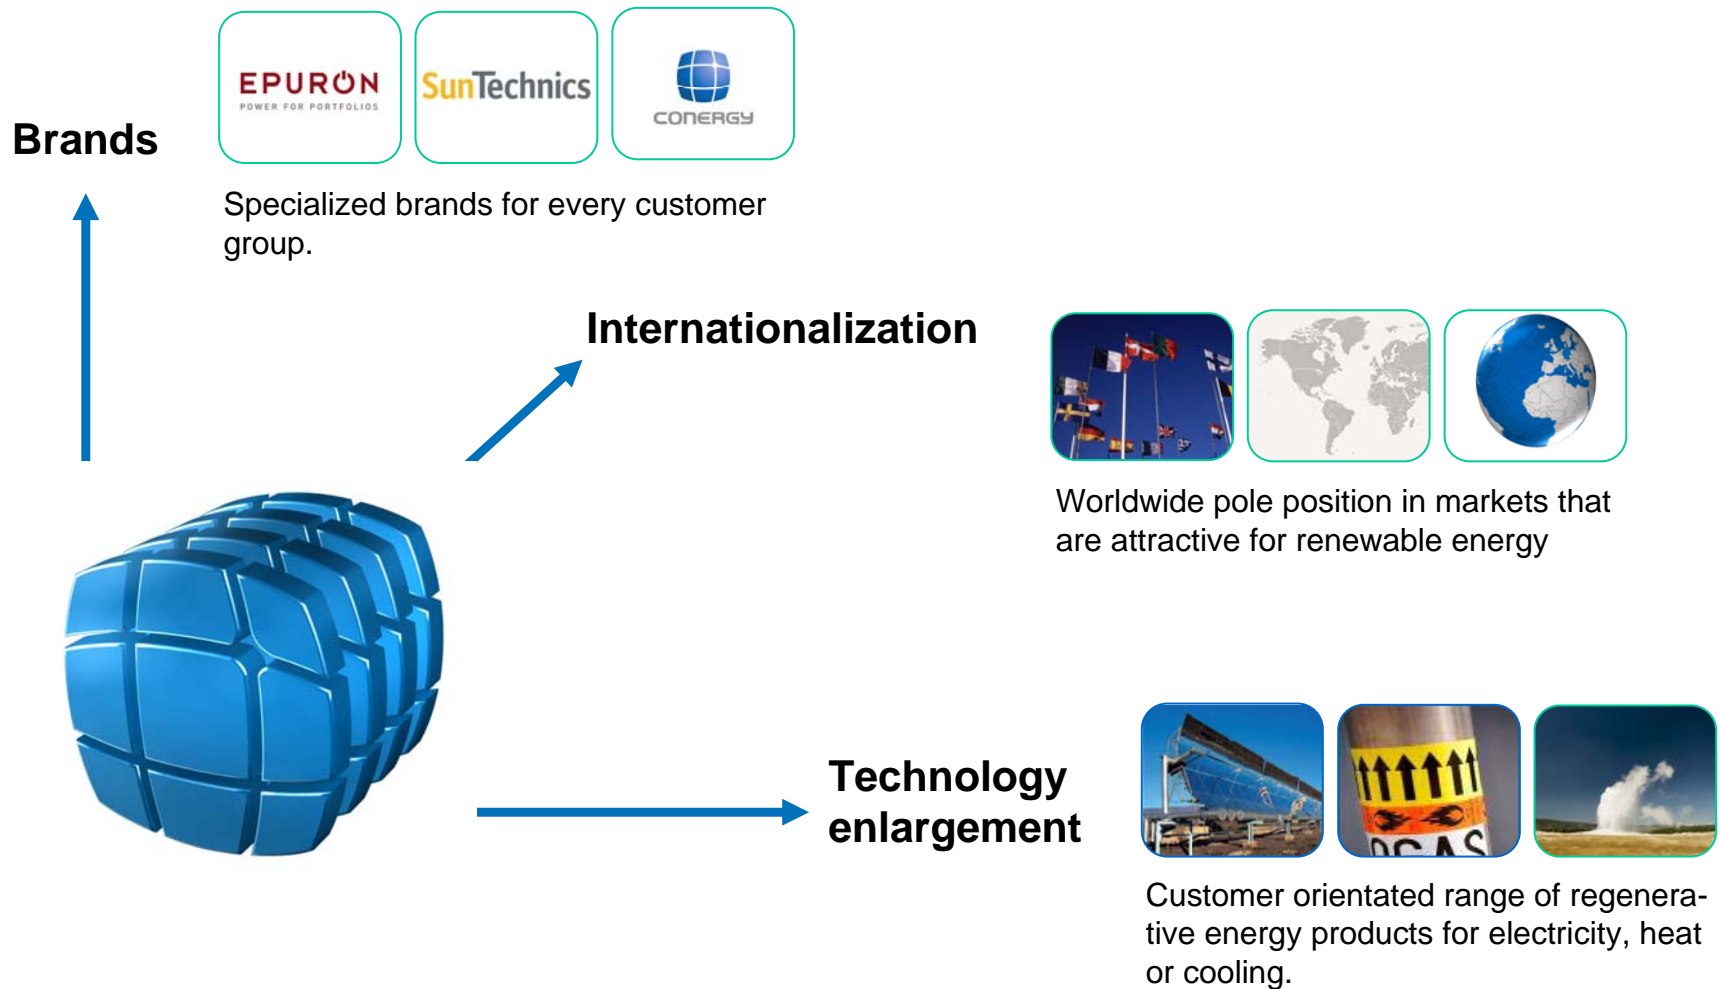 EPURON
POWER FOR PORTFOLIOS
SunTechnics
CONERGY
Brands
Specialized brands for every customer
group.
Internationalization
Worldwide pole position in markets that
are attractive for renewable energy
Technology
enlargement
OGAS
Customer orientated range of regenera-
tive energy products for electricity, heat
or cooling.